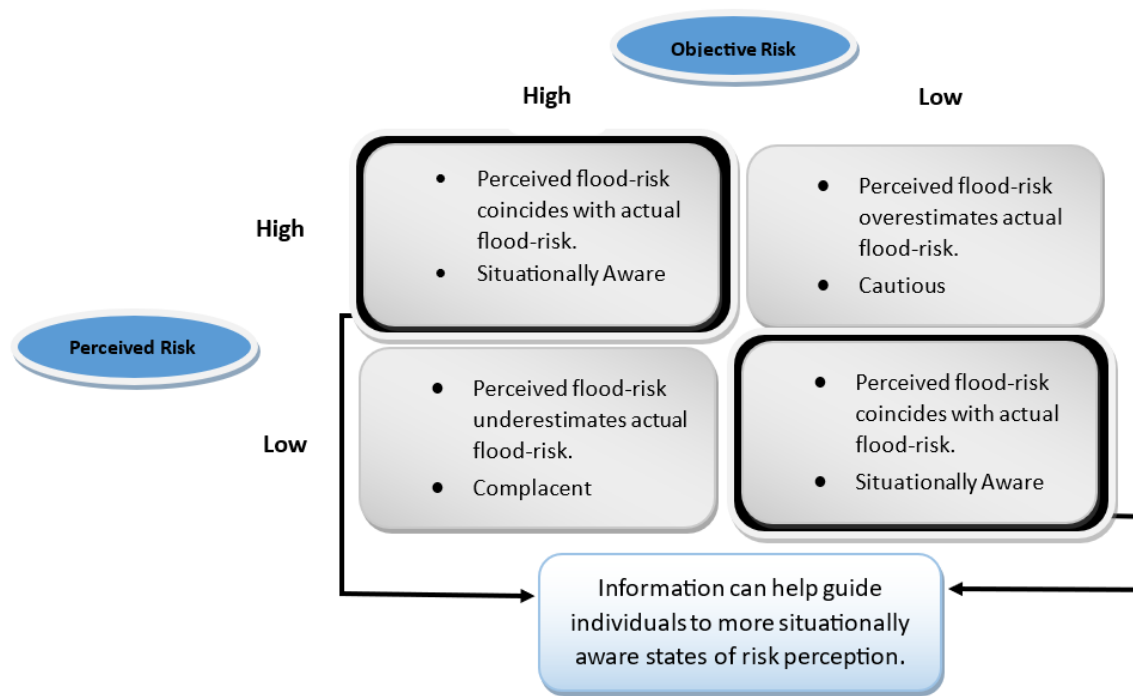 Objective Risk
High
Low
High
• Perceived flood-risk
coincides with actual
flood-risk.
• Situationally Aware
• Perceived flood-risk
overestimates actual
flood-risk.
• Cautious
Perceived Risk
Low
• Perceived flood-risk
underestimates actual
flood-risk.
• Complacent
• Perceived flood-risk
coincides with actual
flood-risk.
• Situationally Aware
Information can help guide
individuals to more situationally
aware states of risk perception.